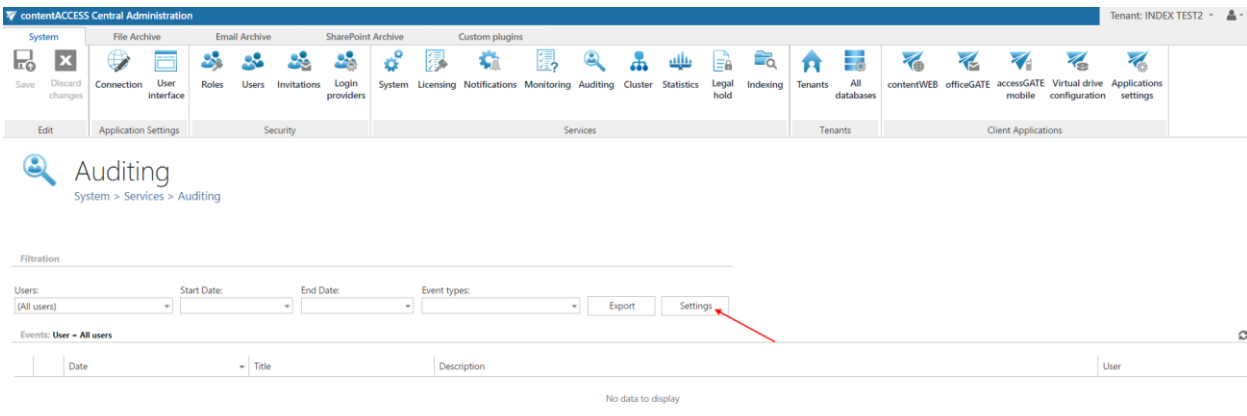 contentACCESS Central Administration
Tenant: INDEX TEST2
System File Archive Email Archive SharePoint Archive Custom plugins
Save Discard changes Connection User interface Roles Users Invitations Login providers System Licensing Notifications Monitoring Auditing Cluster Statistics Legal hold Indexing Tenants All databases contentWEB officeGATE accessGATE mobile Virtual drive configuration Applications settings
Edit Application Settings Security Services Tenants Client Applications
Auditing
System > Services > Auditing
Filtration
Users: Start Date: End Date: Event types:
(All users) Export Settings
Events: User = All users
Date Title Description User
No data to display